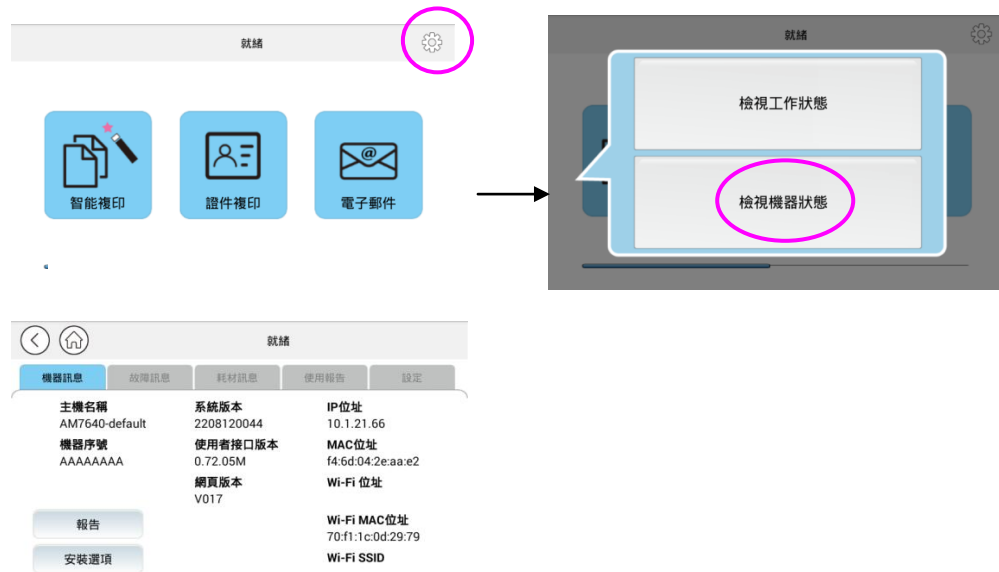 就緒
智能複印
證件複印
@
電子郵件
就緒
檢視工作狀態
檢視機器狀態
就緒
機器訊息 故障訊息 耗材訊息 使用報告 設定
主機名稱 系統版本 IP位址
AM7640-default 2208120044 10.1.21.66
機器序號 使用者接口版本 MAC位址
AAAAAAAA 0.72.05M f4:6d:04:2e:aa:e2
網頁版本 Wi-Fi 位址
V017
報告 Wi-Fi MAC位址
70:f1:1c:0d:29:79
安裝選項 Wi-Fi SSID